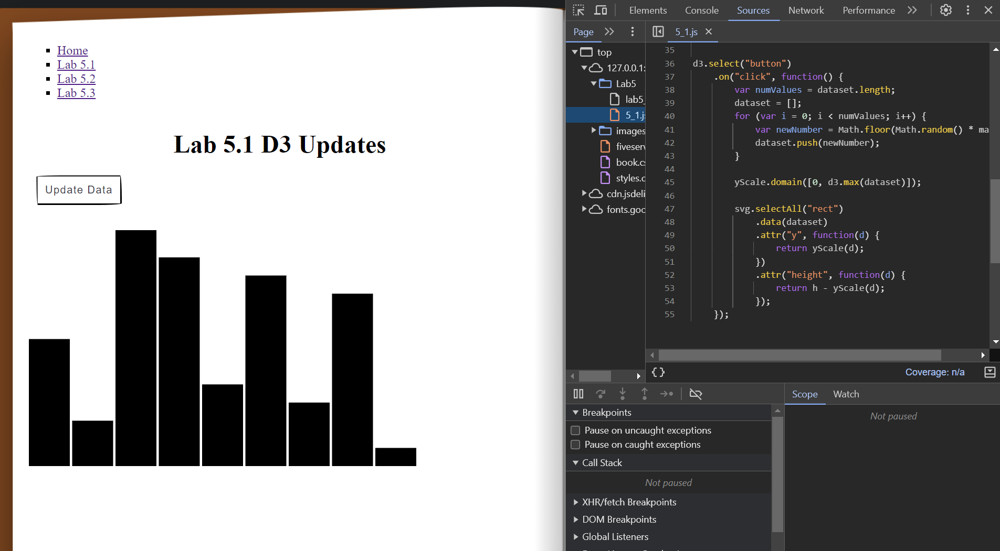 Home
Lab 5.1
Lab 5.2
Lab 5.3
Lab 5.1 D3 Updates
Update Data
Elements Console Sources Network Performance
Page
5_1.js
top
127.0.0.1:
Lab5
lab5_
5_1.js
images
fiveserv
book.cs
styles.c
cdn.jsdeli
fonts.goo
35
36 d3.select("button")
37 .on("click", function() {
38 var numValues = dataset.length;
39 dataset = [];
40 for (var i = 0; i < numValues; i++) {
41 var newNumber = Math.floor(Math.random() * ma
42 dataset.push(newNumber);
43 }
44
45 yScale.domain([0, d3.max(dataset)]);
46
47 svg.selectAll("rect")
48 .data(dataset)
49 .attr("y", function(d) {
50 return yScale(d);
51 })
52 .attr("height", function(d) {
53 return h - yScale(d);
54 });
55 });
{} Coverage: n/a
Breakpoints
Pause on uncaught exceptions
Pause on caught exceptions
Call Stack
Not paused
XHR/fetch Breakpoints
DOM Breakpoints
Global Listeners
Scope Watch
Not paused